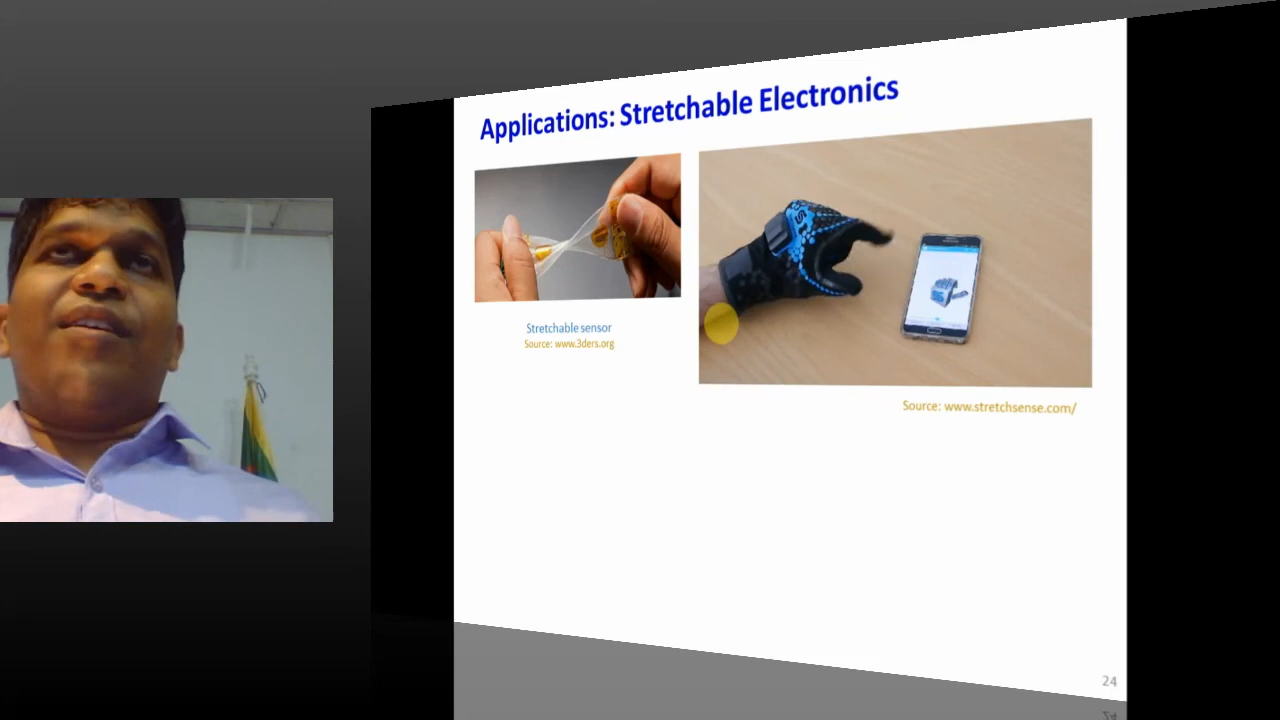 Applications: Stretchable Electronics
Stretchable sensor
Source: www.3ders.org
Source: www.stretchsense.com/
24